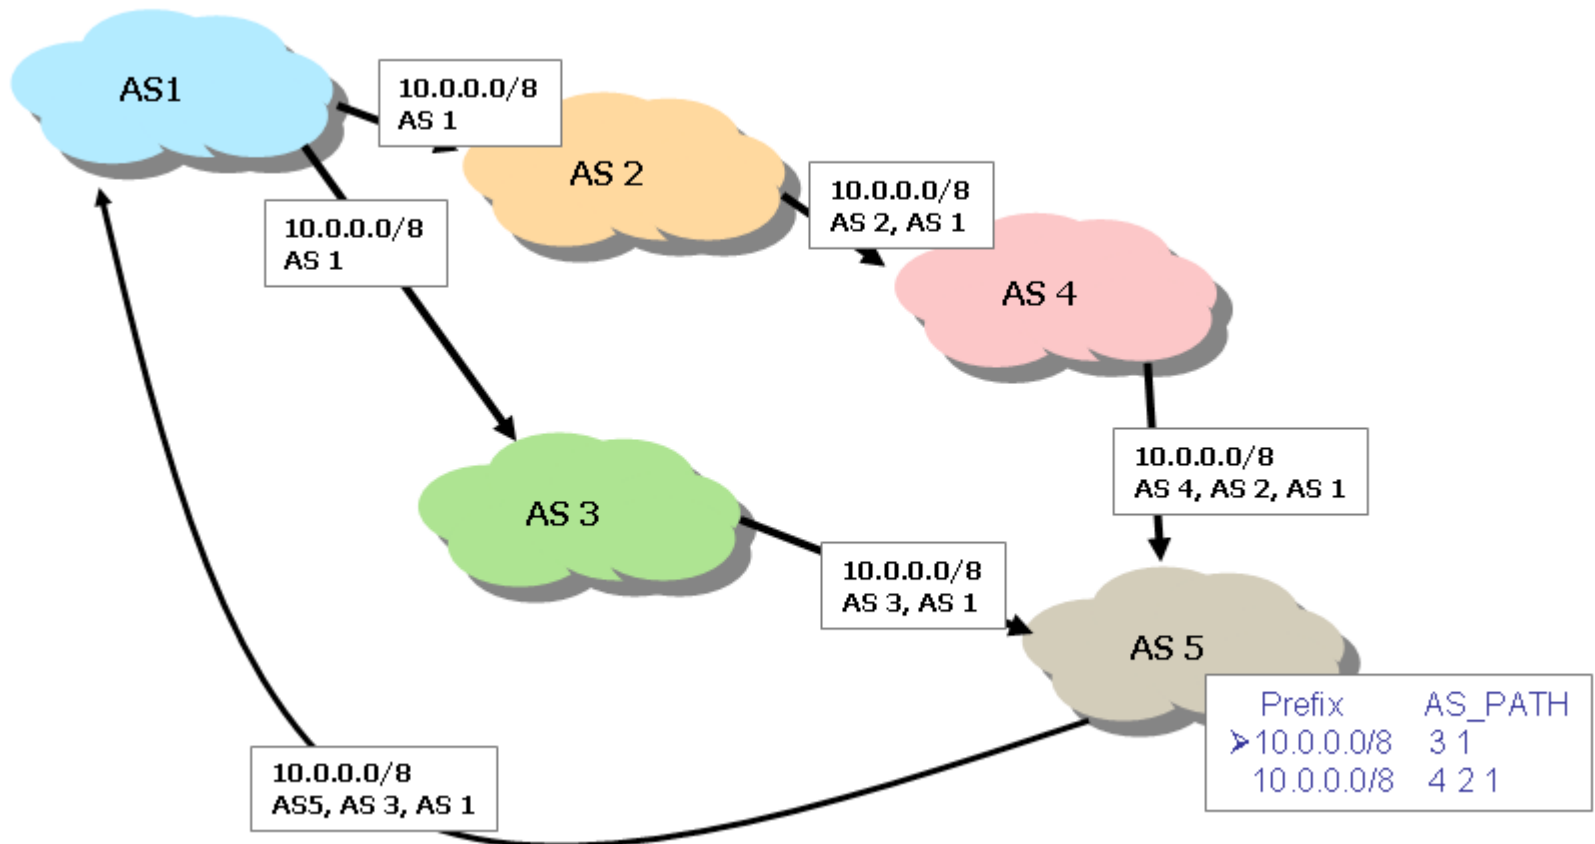 AS1
10.0.0.0/8
AS 1
AS 2
10.0.0.0/8
AS 2, AS 1
10.0.0.0/8
AS 1
AS 4
10.0.0.0/8
AS 4, AS 2, AS 1
AS 3
10.0.0.0/8
AS 3, AS 1
AS 5
Prefix AS_PATH
➢10.0.0.0/8 3 1
10.0.0.0/8 4 2 1
10.0.0.0/8
AS5, AS 3, AS 1